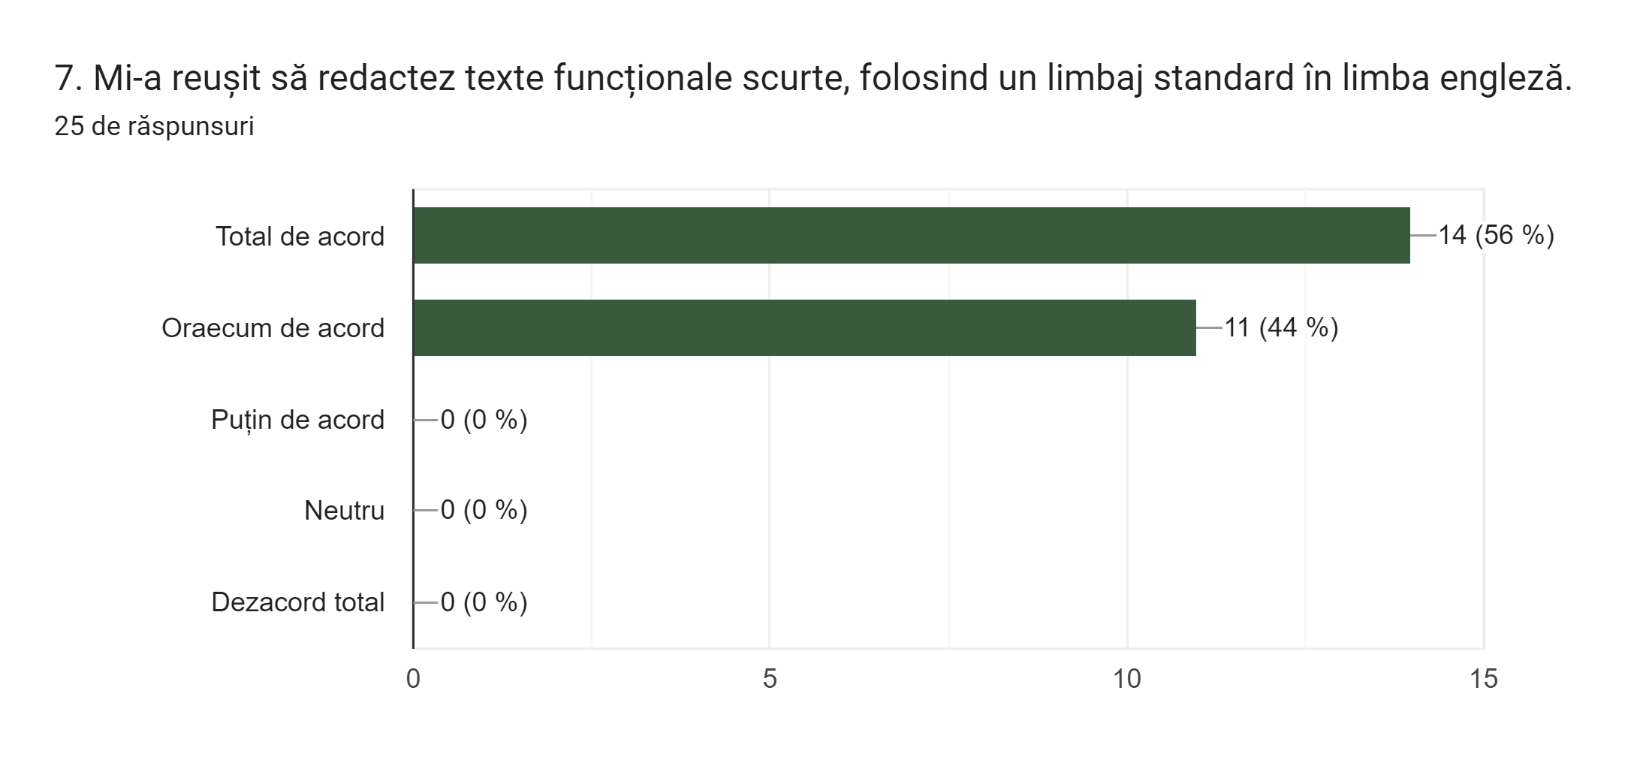 7. Mi-a reușit să redactez texte funcționale scurte, folosind un limbaj standard în limba engleză.
25 de răspunsuri
Total de acord
14 (56 %)
Oraecum de acord
11 (44 %)
Puțin de acord
0 (0 %)
Neutru
0 (0 %)
Dezacord total
0 (0 %)
0 5 10 15